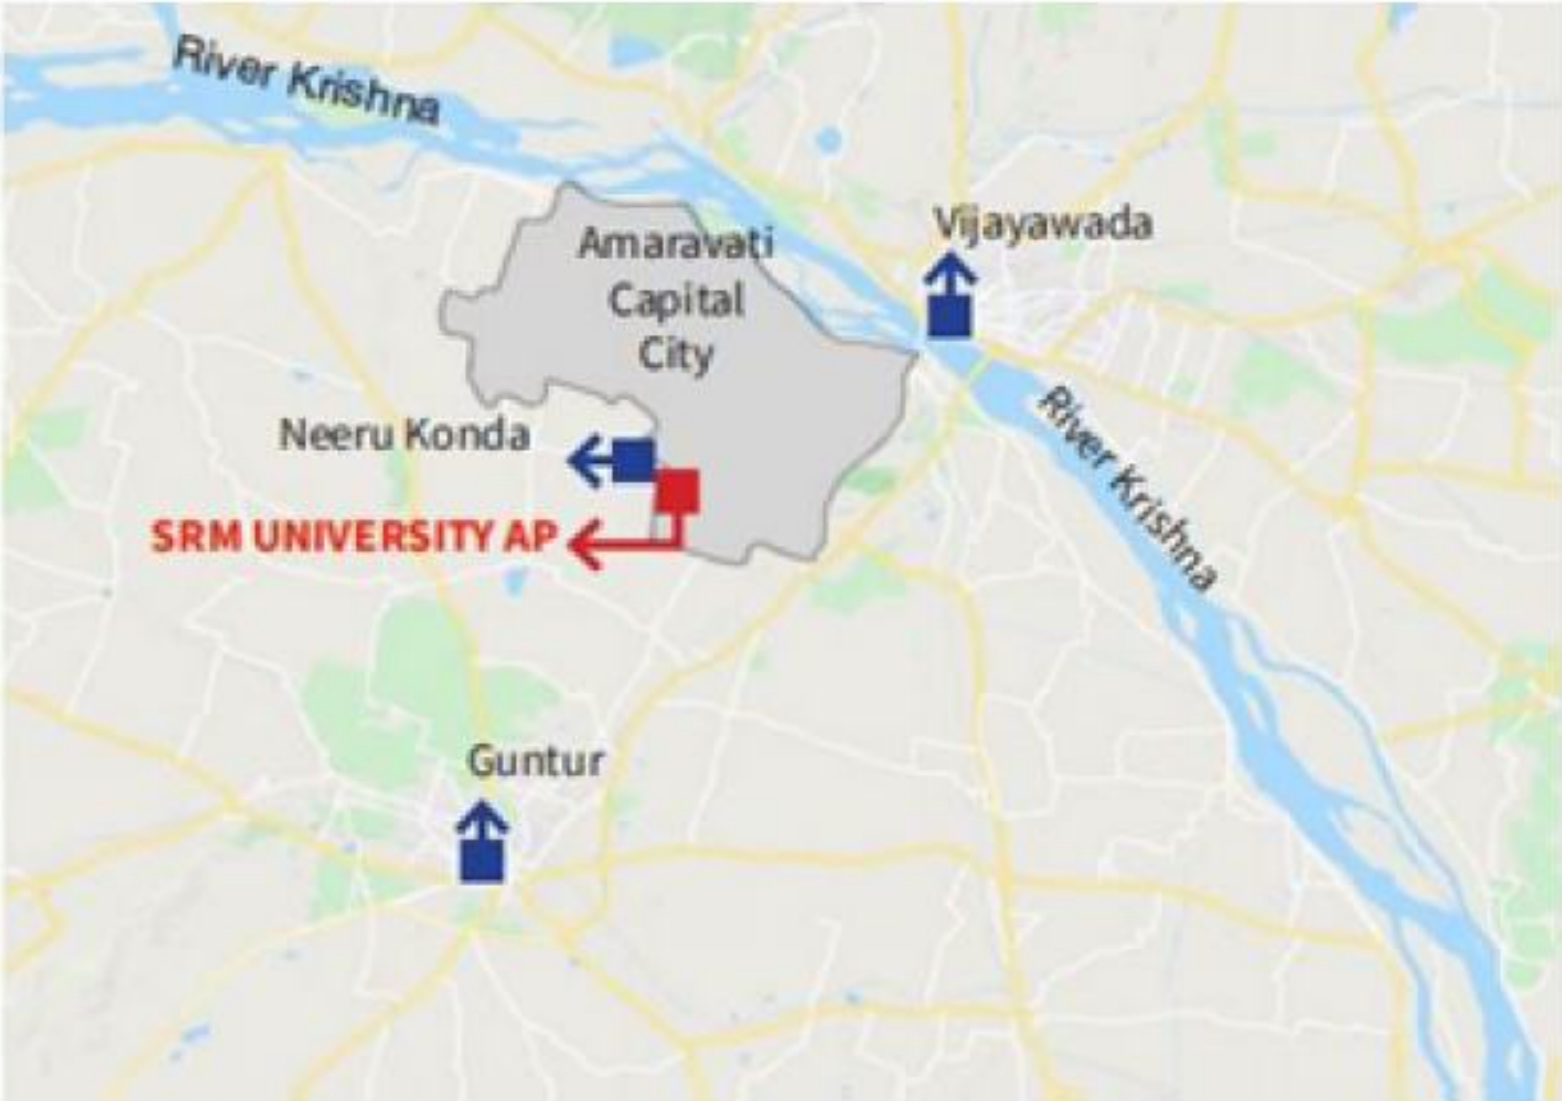 River Krishna
Vijayawada
Amaravati
Capital
City
River Krishna
Neeru Konda
SRM UNIVERSITY AP
Guntur